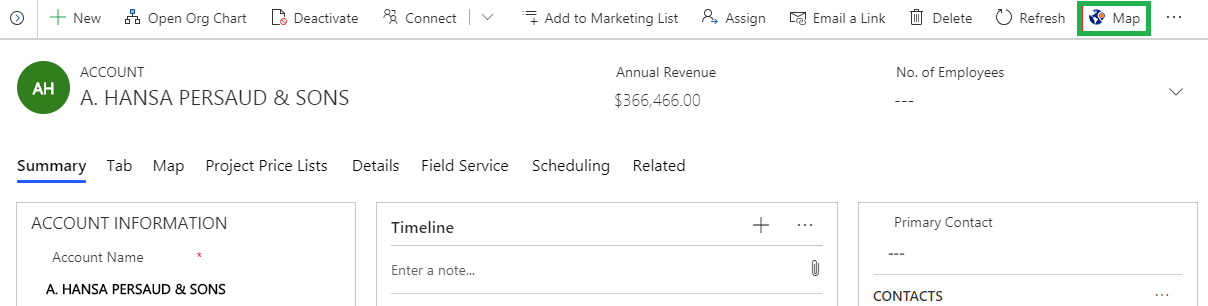 New Open Org Chart Deactivate Connect Add to Marketing List Assign Email a Link Delete Refresh Map ...
AH
ACCOUNT
A. HANSA PERSAUD & SONS
Annual Revenue
$366,466.00
No. of Employees
---
Summary Tab Map Project Price Lists Details Field Service Scheduling Related
ACCOUNT INFORMATION
Account Name *
A. HANSA PERSAUD & SONS
Timeline
Enter a note...
Primary Contact
---
CONTACTS